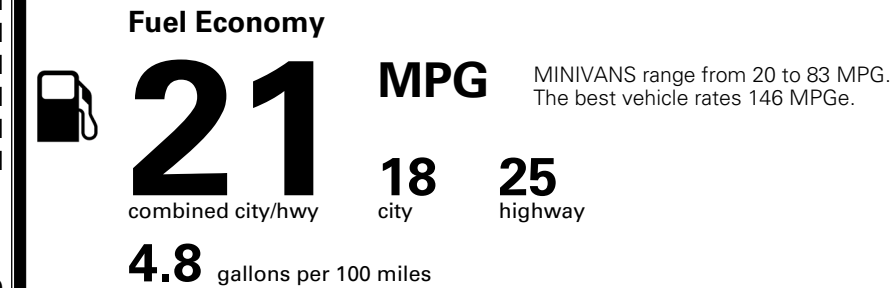 Fuel Economy
21
MPG
MINIVANS range from 20 to 83 MPG.
The best vehicle rates 146 MPGe.
18
25
combined city/hwy
city
highway
4.8 gallons per 100 miles